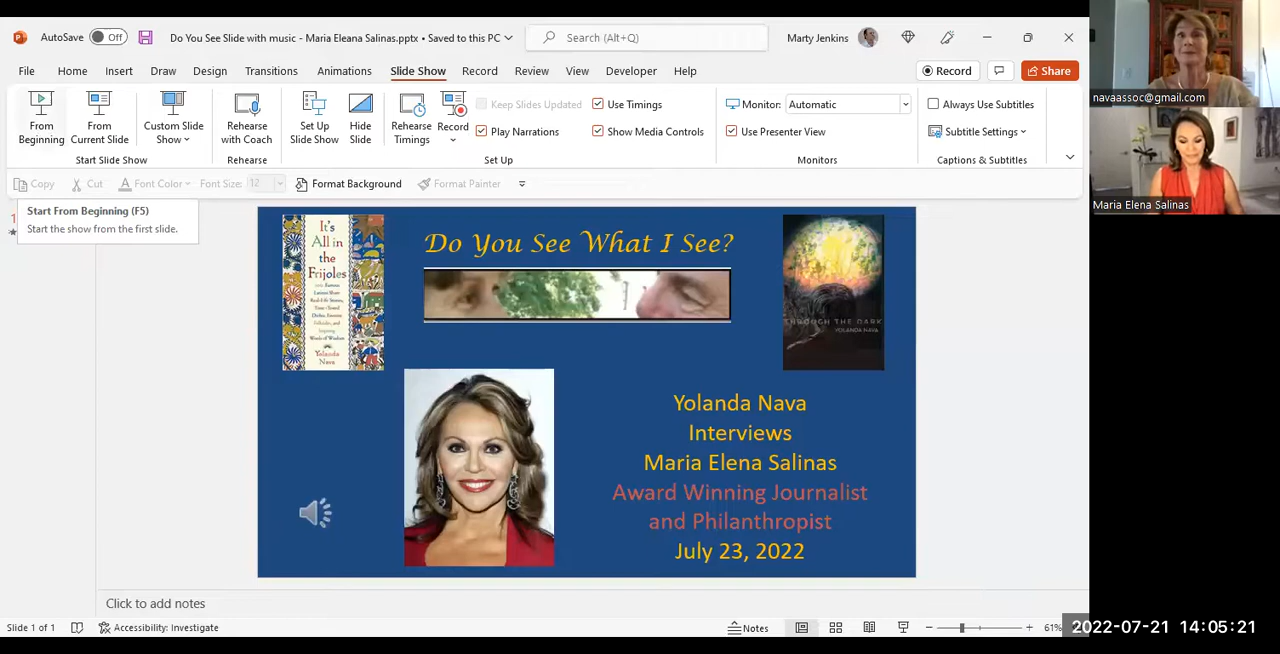 AutoSave Off Do You See Slide with music - Maria Eleana Salinas.pptx • Saved to this PC Search (Alt+Q) Marty Jenkins
File Home Insert Draw Design Transitions Animations Slide Show Record Review View Developer Help Record Share
From Beginning
From Current Slide
Custom Slide Show
Start Slide Show
Rehearse with Coach
Rehearse
Set Up Slide Show
Hide Slide
Rehearse Timings
Record
Keep Slides Updated
Play Narrations
Use Timings
Show Media Controls
Set Up
Monitor: Automatic
Use Presenter View
Monitors
Always Use Subtitles
Subtitle Settings
Captions & Subtitles
Copy Cut Font Color Font Size: 12 Format Background Format Painter
Start From Beginning (F5)
Start the show from the first slide.
1
It's
All in
the
Frijoles
Yolanda
Nava
Do You See What I See?
THROUGH THE DARK
YOLANDA NAVA
Yolanda Nava
Interviews
Maria Elena Salinas
Award Winning Journalist
and Philanthropist
July 23, 2022
Click to add notes
Slide 1 of 1 Accessibility: Investigate Notes 61%
navaassoc@gmail.com
Maria Elena Salinas
2022-07-21 14:05:21